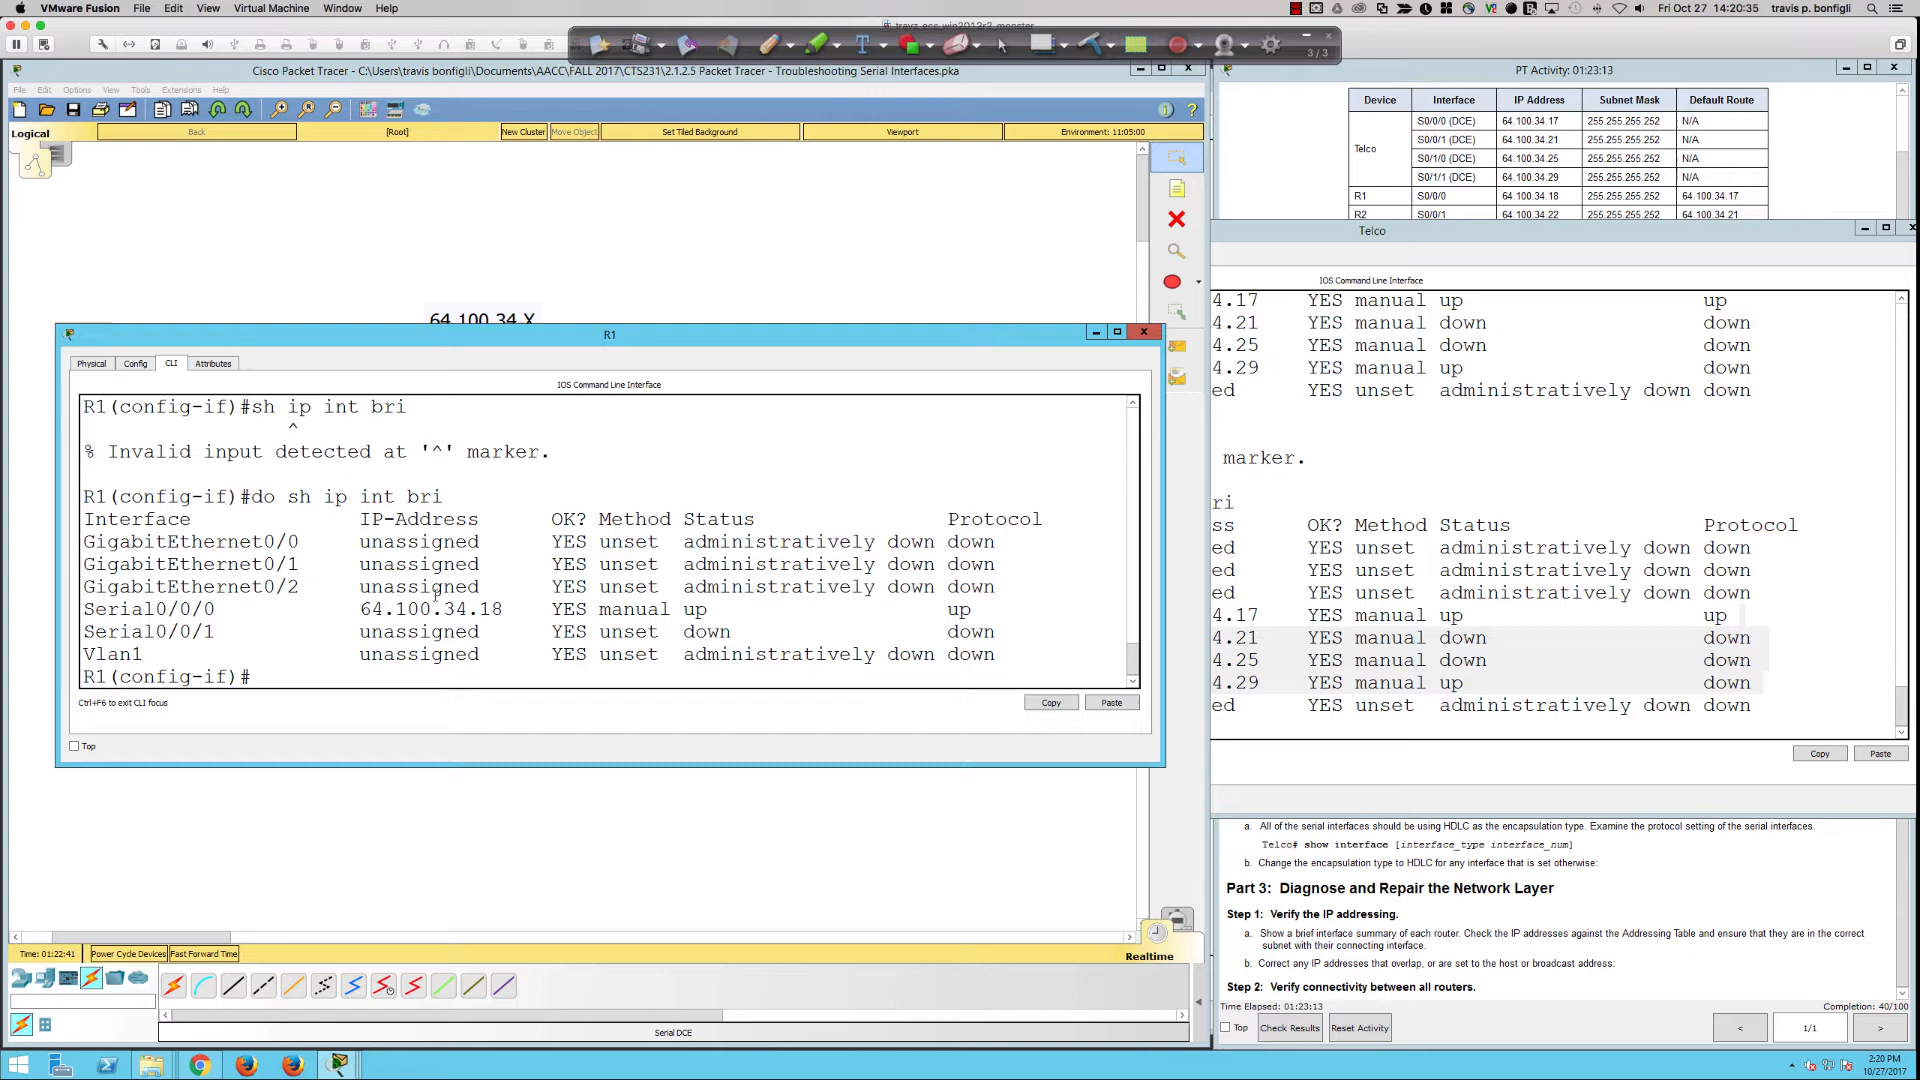 VMware Fusion File Edit View Virtual Machine Window Help
Fri Oct 27 14:20:35 travis p. bonfigli
travz_ecc_win2012r2_monster
3 / 3
Cisco Packet Tracer - C:\Users\travis bonfigli\Documents\AACC\FALL 2017\CTS231\2.1.2.5 Packet Tracer - Troubleshooting Serial Interfaces.pka
File Edit Options View Tools Extensions Help
Logical Back [Root] New Cluster Move Object Set Tiled Background Viewport Environment: 11:05:00
64.100.34.X
R1
Physical Config CLI Attributes
IOS Command Line Interface
R1(config-if)#sh ip int bri
^
% Invalid input detected at '^' marker.
R1(config-if)#do sh ip int bri
Interface IP-Address OK? Method Status Protocol
GigabitEthernet0/0 unassigned YES unset administratively down down
GigabitEthernet0/1 unassigned YES unset administratively down down
GigabitEthernet0/2 unassigned YES unset administratively down down
Serial0/0/0 64.100.34.18 YES manual up up
Serial0/0/1 unassigned YES unset down down
Vlan1 unassigned YES unset administratively down down
R1(config-if)#
Ctrl+F6 to exit CLI focus
Copy Paste
Top
Realtime
Time: 01:22:41 Power Cycle Devices Fast Forward Time
Serial DCE
PT Activity: 01:23:13
Device Interface IP Address Subnet Mask Default Route
Telco
S0/0/0 (DCE) 64.100.34.17 255.255.255.252 N/A
S0/0/1 (DCE) 64.100.34.21 255.255.255.252 N/A
S0/1/0 (DCE) 64.100.34.25 255.255.255.252 N/A
S0/1/1 (DCE) 64.100.34.29 255.255.255.252 N/A
R1 S0/0/0 64.100.34.18 255.255.255.252 64.100.34.17
R2 S0/0/1 64.100.34.22 255.255.255.252 64.100.34.21
Telco
IOS Command Line Interface
4.17 YES manual up up
4.21 YES manual down down
4.25 YES manual down down
4.29 YES manual up down
ed YES unset administratively down down
marker.
ri
ss OK? Method Status Protocol
ed YES unset administratively down down
ed YES unset administratively down down
ed YES unset administratively down down
4.17 YES manual up up
4.21 YES manual down down
4.25 YES manual down down
4.29 YES manual up down
ed YES unset administratively down down
Copy Paste
a. All of the serial interfaces should be using HDLC as the encapsulation type. Examine the protocol setting of the serial interfaces.
Telco# show interface [interface_type interface_num]
b. Change the encapsulation type to HDLC for any interface that is set otherwise:
Part 3: Diagnose and Repair the Network Layer
Step 1: Verify the IP addressing.
a. Show a brief interface summary of each router. Check the IP addresses against the Addressing Table and ensure that they are in the correct
subnet with their connecting interface.
b. Correct any IP addresses that overlap, or are set to the host or broadcast address:
Step 2: Verify connectivity between all routers.
Time Elapsed: 01:23:13 Completion: 40/100
Top Check Results Reset Activity < 1/1 >
2:20 PM
10/27/2017